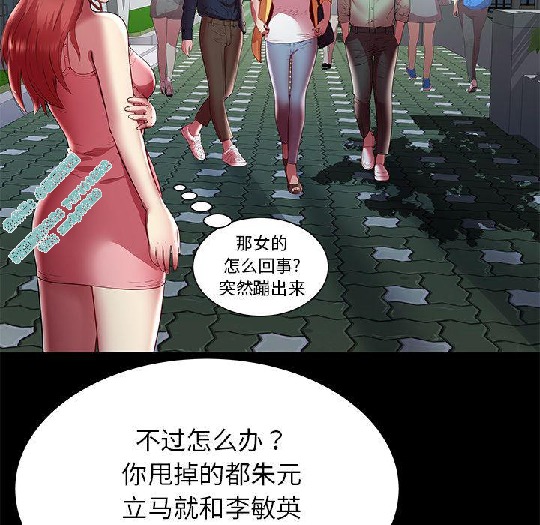 那女的
怎么回事?
突然蹦出来
不过怎么办？
你甩掉的都朱元
立马就和李敏英